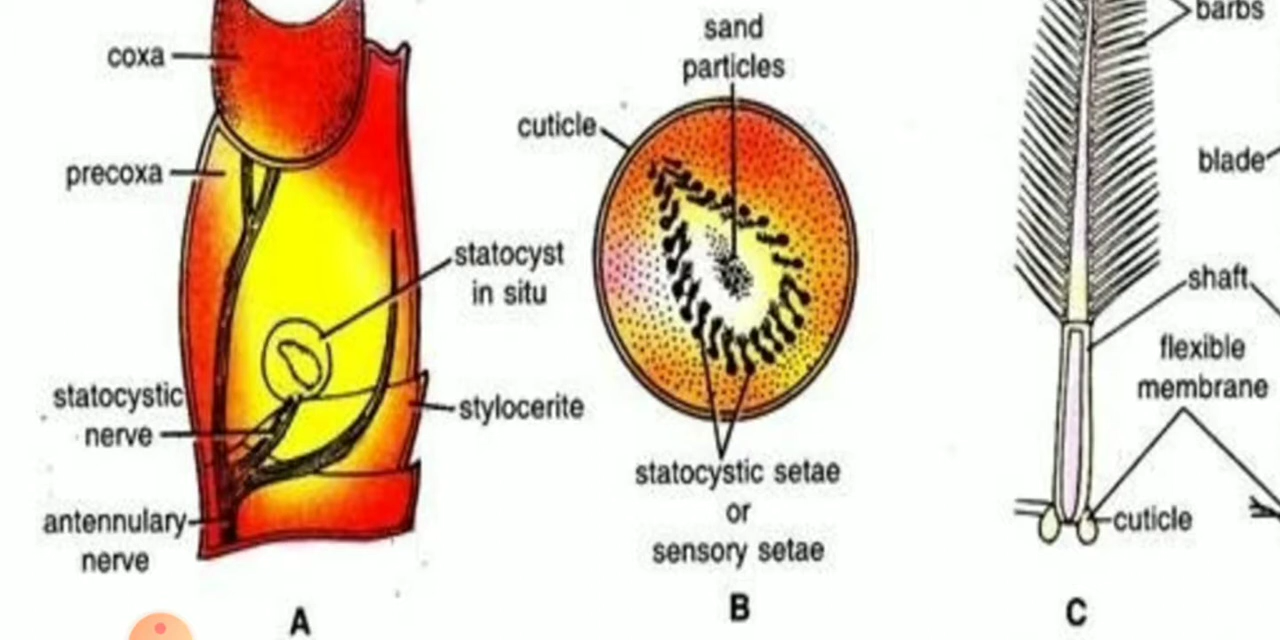 coxa
precoxa
statocyst
in situ
statocystic
nerve
stylocerite
antennulary
nerve
A
sand
particles
cuticle
statocystic setae
or
sensory setae
B
barbs
blade
shaft
flexible
membrane
cuticle
C